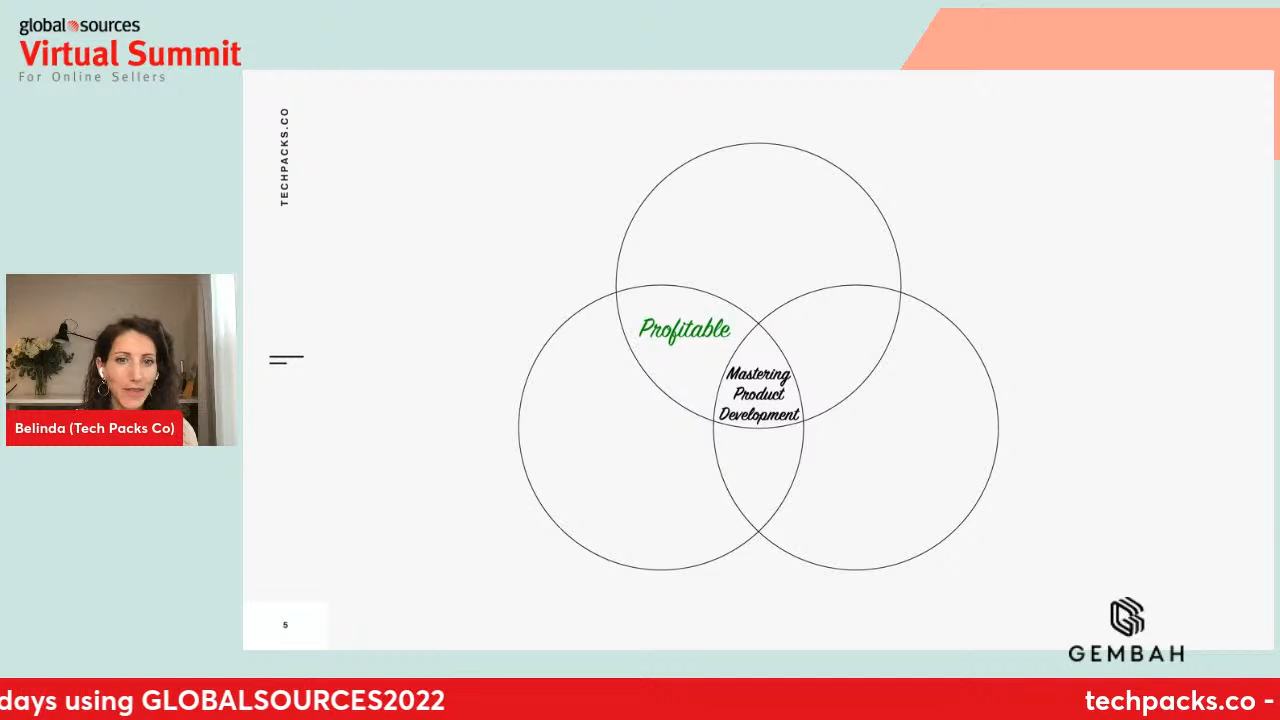 global sources
Virtual Summit
For Online Sellers
TECHPACKS.CO
Profitable
Mastering
Product
Development
Belinda (Tech Packs Co)
5
GEMBAH
days using GLOBALSOURCES2022
techpacks.co -